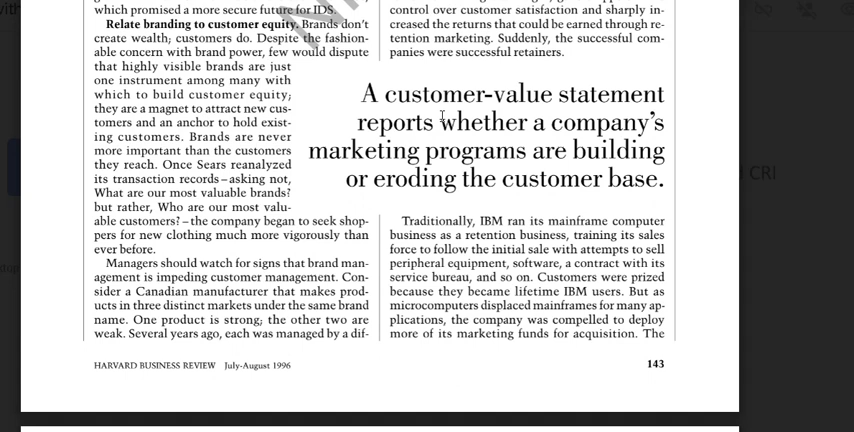 which promised a more secure future for IDS.
Relate branding to customer equity. Brands don't
create wealth; customers do. Despite the fashion-
able concern with brand power, few would dispute
that highly visible brands are just
one instrument among many with
which to build customer equity;
they are a magnet to attract new cus-
tomers and an anchor to hold exist-
ing customers. Brands are never
more important than the customers
they reach. Once Sears reanalyzed
its transaction records – asking not,
What are our most valuable brands?
but rather, Who are our most valu-
able customers? – the company began to seek shop-
pers for new clothing much more vigorously than
ever before.
Managers should watch for signs that brand man-
agement is impeding customer management. Con-
sider a Canadian manufacturer that makes prod-
ucts in three distinct markets under the same brand
name. One product is strong; the other two are
weak. Several years ago, each was managed by a dif-
control over customer satisfaction and sharply in-
creased the returns that could be earned through re-
tention marketing. Suddenly, the successful com-
panies were successful retainers.
A customer-value statement
reports whether a company's
marketing programs are building
or eroding the customer base.
Traditionally, IBM ran its mainframe computer
business as a retention business, training its sales
force to follow the initial sale with attempts to sell
peripheral equipment, software, a contract with its
service bureau, and so on. Customers were prized
because they became lifetime IBM users. But as
microcomputers displaced mainframes for many ap-
plications, the company was compelled to deploy
more of its marketing funds for acquisition. The
HARVARD BUSINESS REVIEW July-August 1996
143
CRI